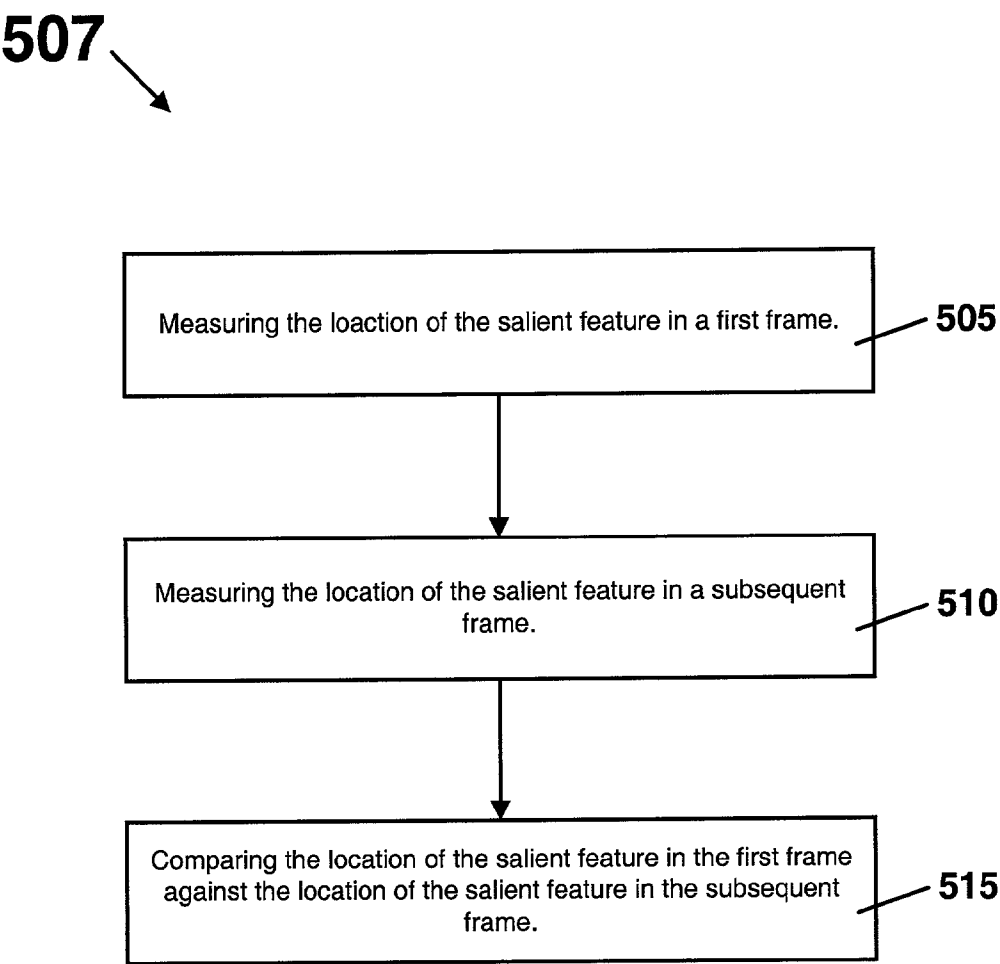 507
Measuring the loaction of the salient feature in a first frame.
505
Measuring the location of the salient feature in a subsequent
frame.
510
Comparing the location of the salient feature in the first frame
against the location of the salient feature in the subsequent
frame.
515